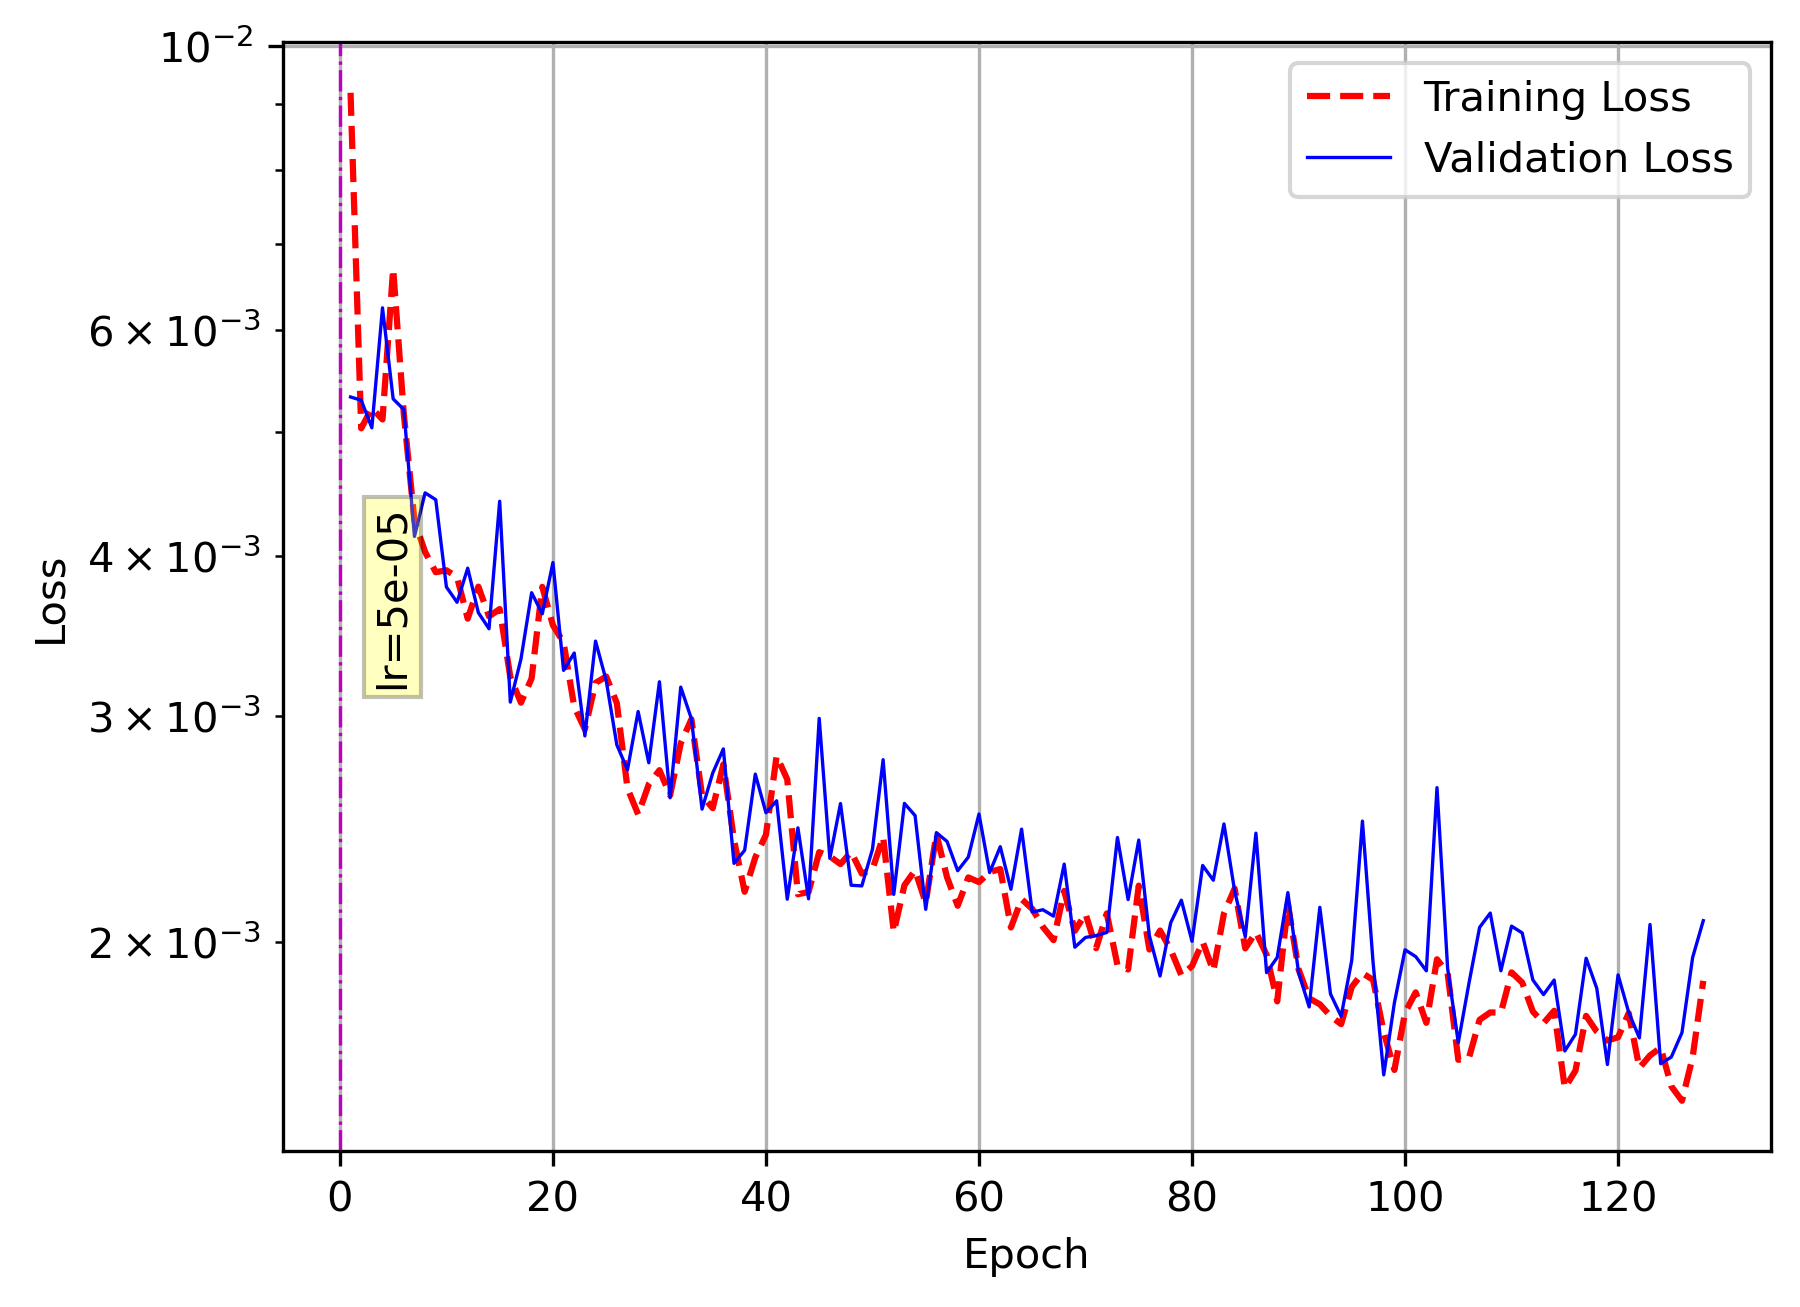 10⁻²
6×10⁻³
4×10⁻³
3×10⁻³
2×10⁻³
Loss
lr=5e-05
Training Loss
Validation Loss
0 20 40 60 80 100 120
Epoch